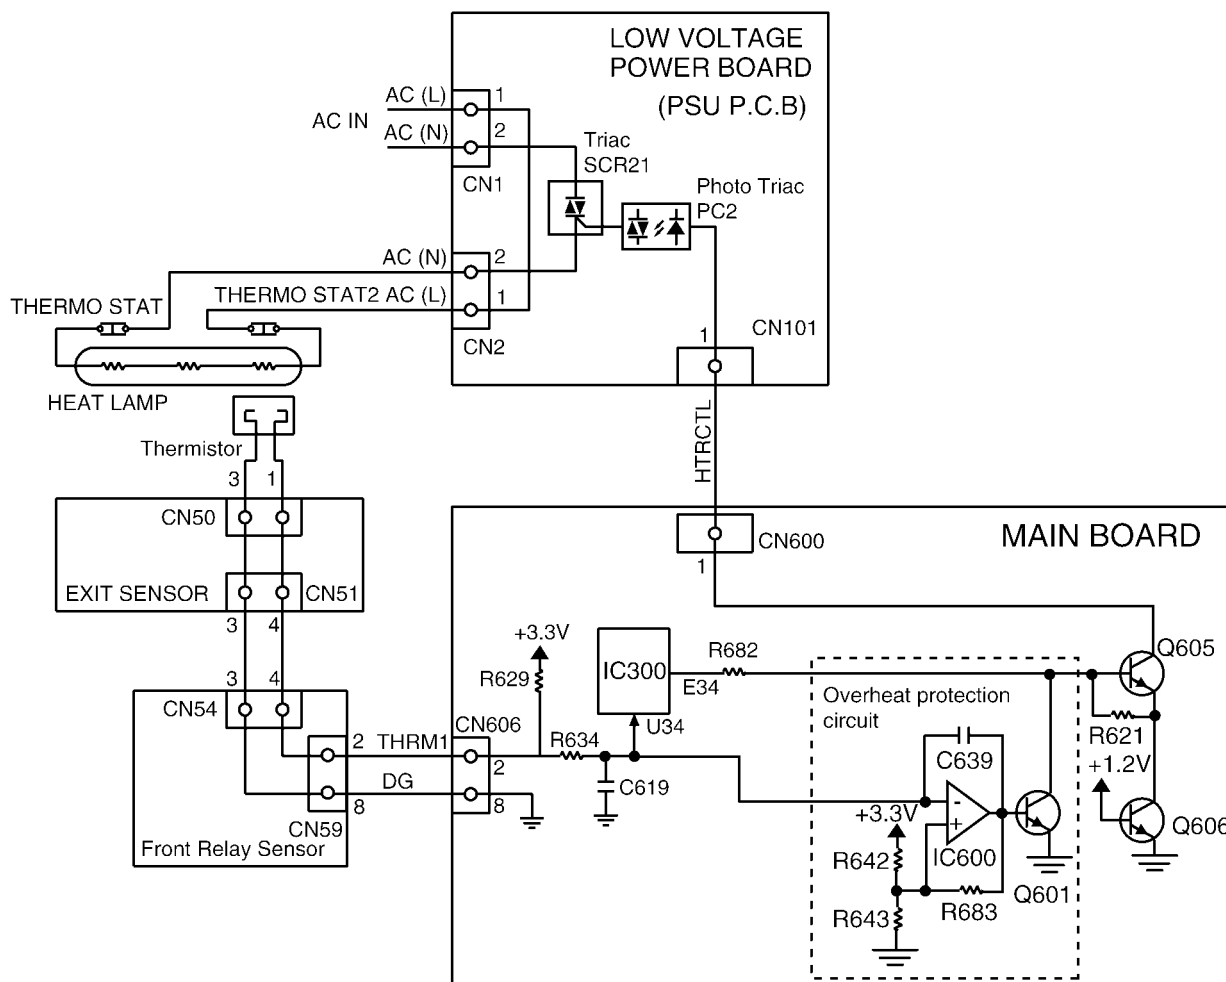 LOW VOLTAGE
POWER BOARD
(PSU P.C.B)
AC (L)
1
AC IN
AC (N)
2
CN1
Triac
SCR21
Photo Triac
PC2
AC (N)
2
THERMO STAT
THERMO STAT2 AC (L)
1
CN2
1
CN101
HEAT LAMP
HTRCTL
Thermistor
3
1
CN50
CN600
1
MAIN BOARD
EXIT SENSOR
CN51
3
4
+3.3V
IC300
R682
E34
Q605
3
4
R629
CN54
CN606
U34
Overheat protection
circuit
R621
2
THRM1
2
R634
C639
+1.2V
DG
C619
8
8
CN59
+3.3V
-
+
IC600
Q606
Front Relay Sensor
R642
Q601
R643
R683